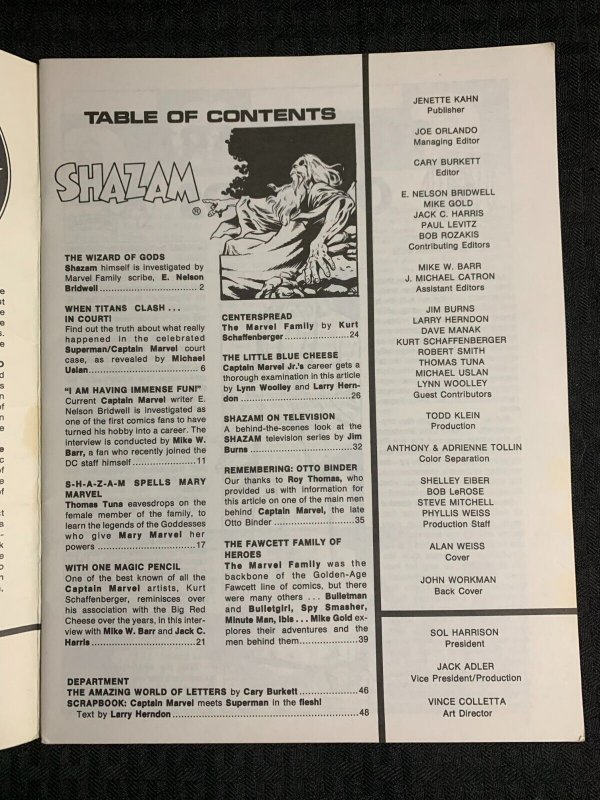 TABLE OF CONTENTS
SHAZAM®
THE WIZARD OF GODS
Shazam himself is investigated by
Marvel Family scribe, E. Nelson
Bridwell ... 2
WHEN TITANS CLASH . . .
IN COURT!
Find out the truth about what really
happened in the celebrated
Superman/Captain Marvel court
case, as revealed by Michael
Uslan ... 6
"I AM HAVING IMMENSE FUN!"
Current Captain Marvel writer E.
Nelson Bridwell is investigated as
one of the first comics fans to have
turned his hobby into a career. The
interview is conducted by Mike W.
Barr, a fan who recently joined the
DC staff himself ... 11
S-H-A-Z-A-M SPELLS MARY
MARVEL
Thomas Tuna eavesdrops on the
female member of the family, to
learn the legends of the Goddesses
who give Mary Marvel her
powers ... 17
WITH ONE MAGIC PENCIL
One of the best known of all the
Captain Marvel artists, Kurt
Schaffenberger, reminisces over
his association with the Big Red
Cheese over the years, in this inter-
view with Mike W. Barr and Jack C.
Harris ... 21
CENTERSPREAD
The Marvel Family by Kurt
Schaffenberger ... 24
THE LITTLE BLUE CHEESE
Captain Marvel Jr.'s career gets a
thorough examination in this article
by Lynn Woolley and Larry Hern-
don ... 26
SHAZAM! ON TELEVISION
A behind-the-scenes look at the
SHAZAM television series by Jim
Burns ... 32
REMEMBERING: OTTO BINDER
Our thanks to Roy Thomas, who
provided us with information for
this article on one of the main men
behind Captain Marvel, the late
Otto Binder ... 35
THE FAWCETT FAMILY OF
HEROES
The Marvel Family was the
backbone of the Golden-Age
Fawcett line of comics, but there
were many others . . . Bulletman
and Bulletgirl, Spy Smasher,
Minute Man, Ibis . . . Mike Gold ex-
plores their adventures and the
men behind them ... 39
DEPARTMENT
THE AMAZING WORLD OF LETTERS by Cary Burkett ... 46
SCRAPBOOK: Captain Marvel meets Superman in the flesh!
Text by Larry Herndon ... 48
JENETTE KAHN
Publisher
JOE ORLANDO
Managing Editor
CARY BURKETT
Editor
E. NELSON BRIDWELL
MIKE GOLD
JACK C. HARRIS
PAUL LEVITZ
BOB ROZAKIS
Contributing Editors
MIKE W. BARR
J. MICHAEL CATRON
Assistant Editors
JIM BURNS
LARRY HERNDON
DAVE MANAK
KURT SCHAFFENBERGER
ROBERT SMITH
THOMAS TUNA
MICHAEL USLAN
LYNN WOOLLEY
Guest Contributors
TODD KLEIN
Production
ANTHONY & ADRIENNE TOLLIN
Color Separation
SHELLEY EIBER
BOB LeROSE
STEVE MITCHELL
PHYLLIS WEISS
Production Staff
ALAN WEISS
Cover
JOHN WORKMAN
Back Cover
SOL HARRISON
President
JACK ADLER
Vice President/Production
VINCE COLLETTA
Art Director